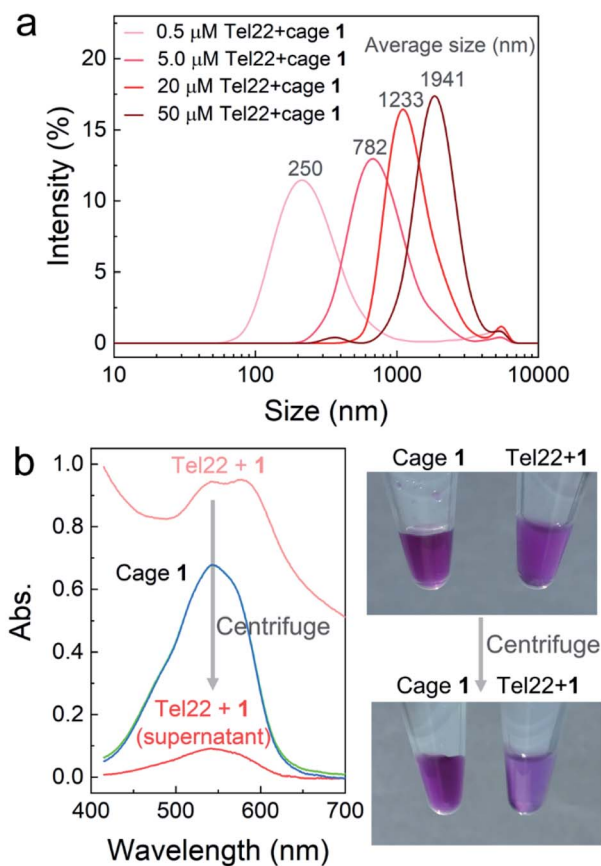 a
0.5 μM Tel22+cage 1
5.0 μM Tel22+cage 1
20 μM Tel22+cage 1
50 μM Tel22+cage 1
Average size (nm)
250
782
1233
1941
Intensity (%)
20
15
10
5
0
10
100
1000
10000
Size (nm)
b
Tel22 + 1
Cage 1
Centrifuge
Tel22 + 1
(supernatant)
Abs.
1.0
0.8
0.6
0.4
0.2
0.0
400
500
600
700
Wavelength (nm)
Cage 1 Tel22+1
Centrifuge
Cage 1 Tel22+1